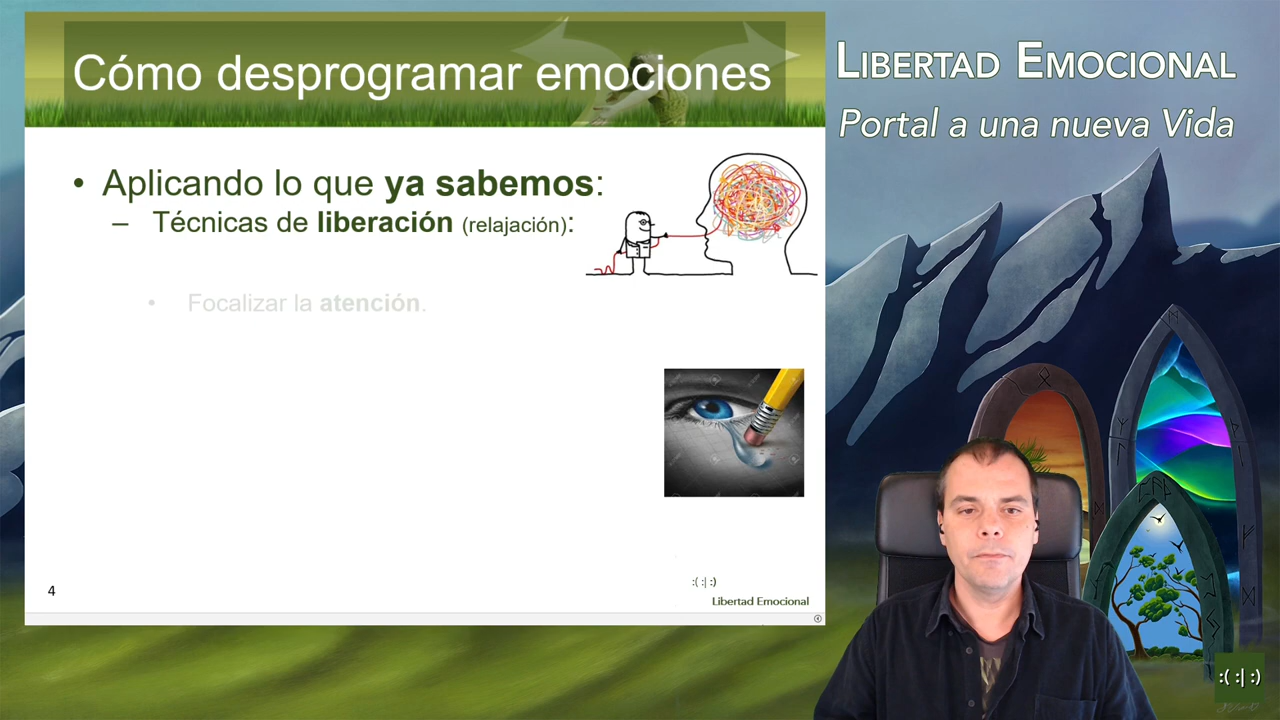 Cómo desprogramar emociones
LIBERTAD EMOCIONAL
Portal a una nueva Vida
• Aplicando lo que ya sabemos:
– Técnicas de liberación (relajación):
• Focalizar la atención.
4
:( :| :)
Libertad Emocional
:( :| :)